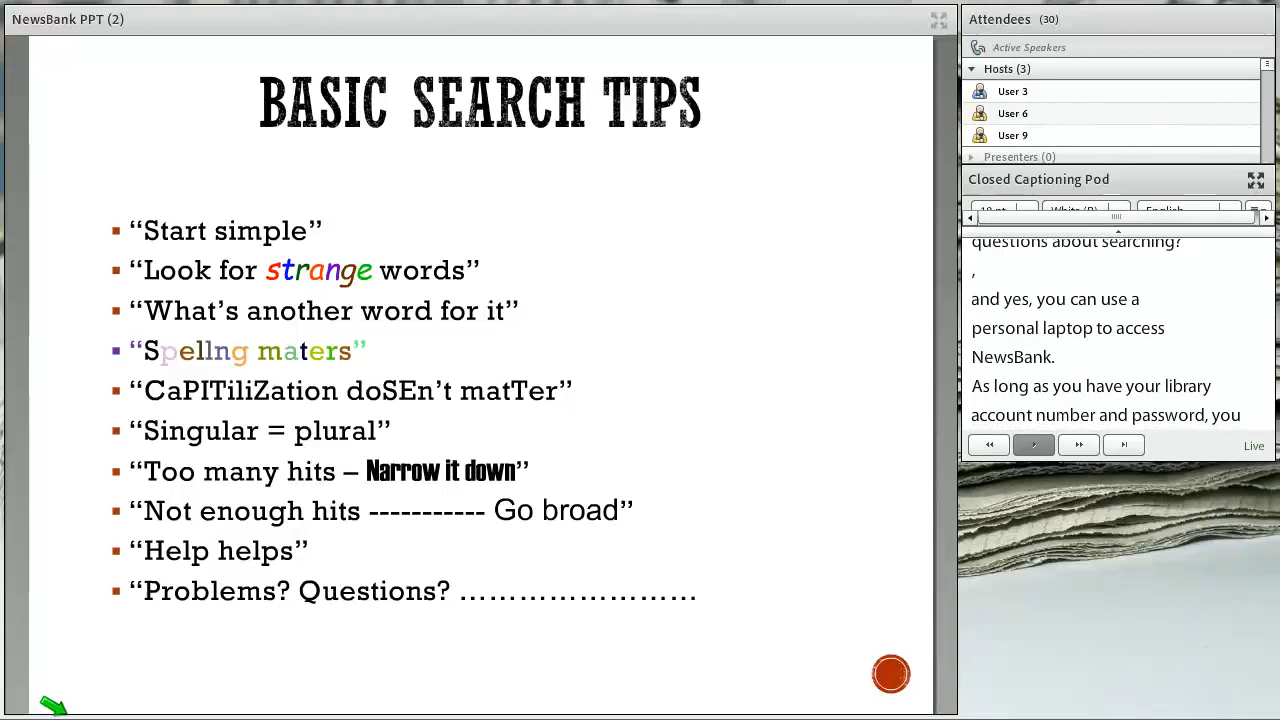 NewsBank PPT (2)
BASIC SEARCH TIPS
▪ “Start simple”
▪ “Look for strange words”
▪ “What’s another word for it”
▪ “Spellng maters”
▪ “CaPITiliZation doSEn’t matTer”
▪ “Singular = plural”
▪ “Too many hits – Narrow it down”
▪ “Not enough hits ----------- Go broad”
▪ “Help helps”
▪ “Problems? Questions? ……………………
Attendees (30)
Active Speakers
Hosts (3)
User 3
User 6
User 9
Presenters (0)
Closed Captioning Pod
English
questions about searching?
,
and yes, you can use a
personal laptop to access
NewsBank.
As long as you have your library
account number and password, you
Live